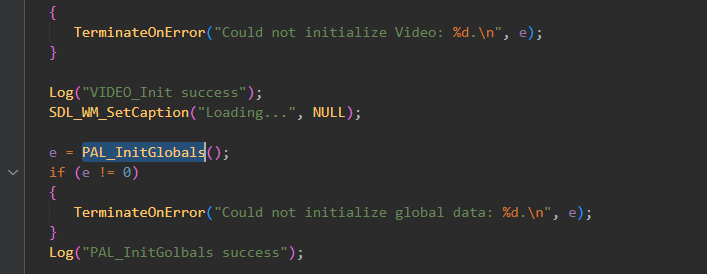 {
TerminateOnError("Could not initialize Video: %d.\n", e);
}
Log("VIDEO_Init success");
SDL_WM_SetCaption("Loading...", NULL);
e = PAL_InitGlobals();
if (e != 0)
{
TerminateOnError("Could not initialize global data: %d.\n", e);
}
Log("PAL_InitGolbals success");